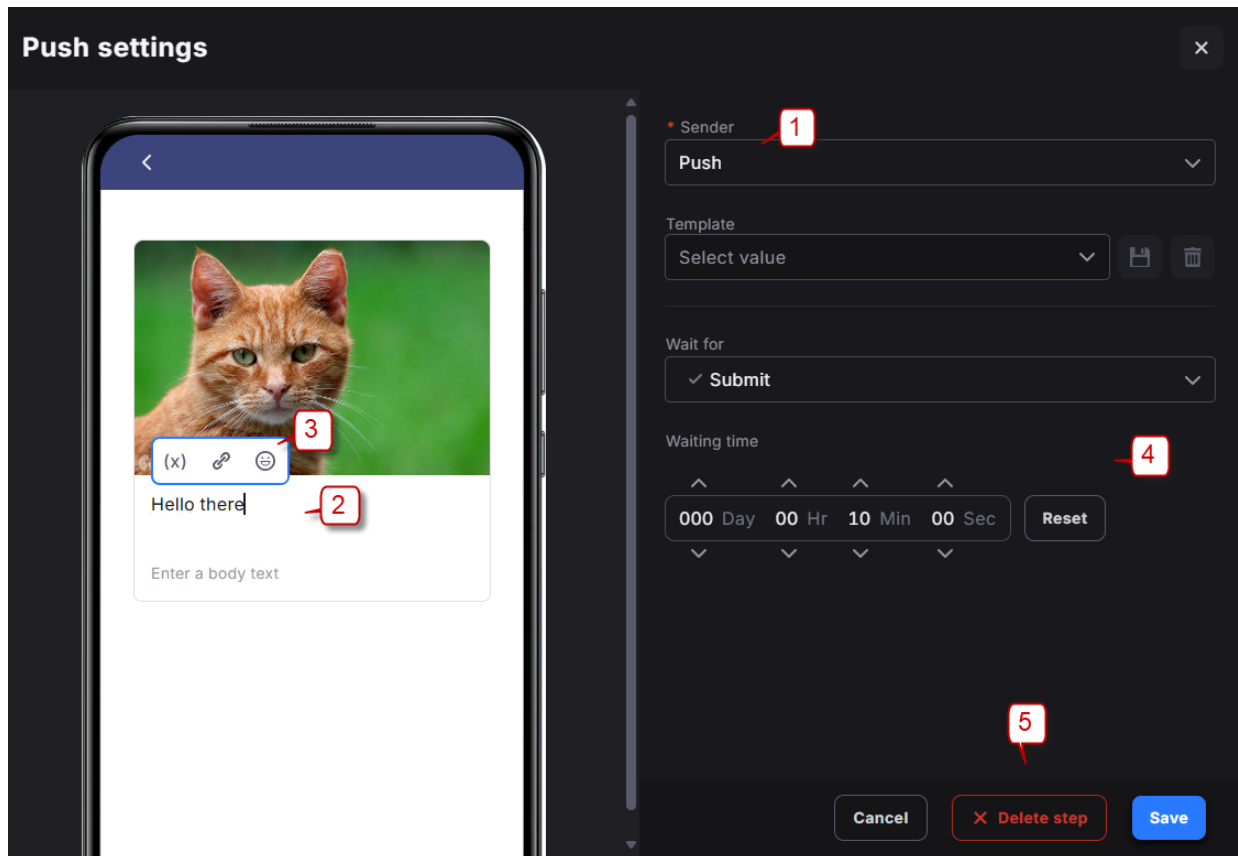 Push settings
* Sender
1
Push
Template
Select value
Wait for
Submit
Waiting time
4
000 Day 00 Hr 10 Min 00 Sec
Reset
3
(x)
Hello there
2
Enter a body text
5
Cancel
Delete step
Save